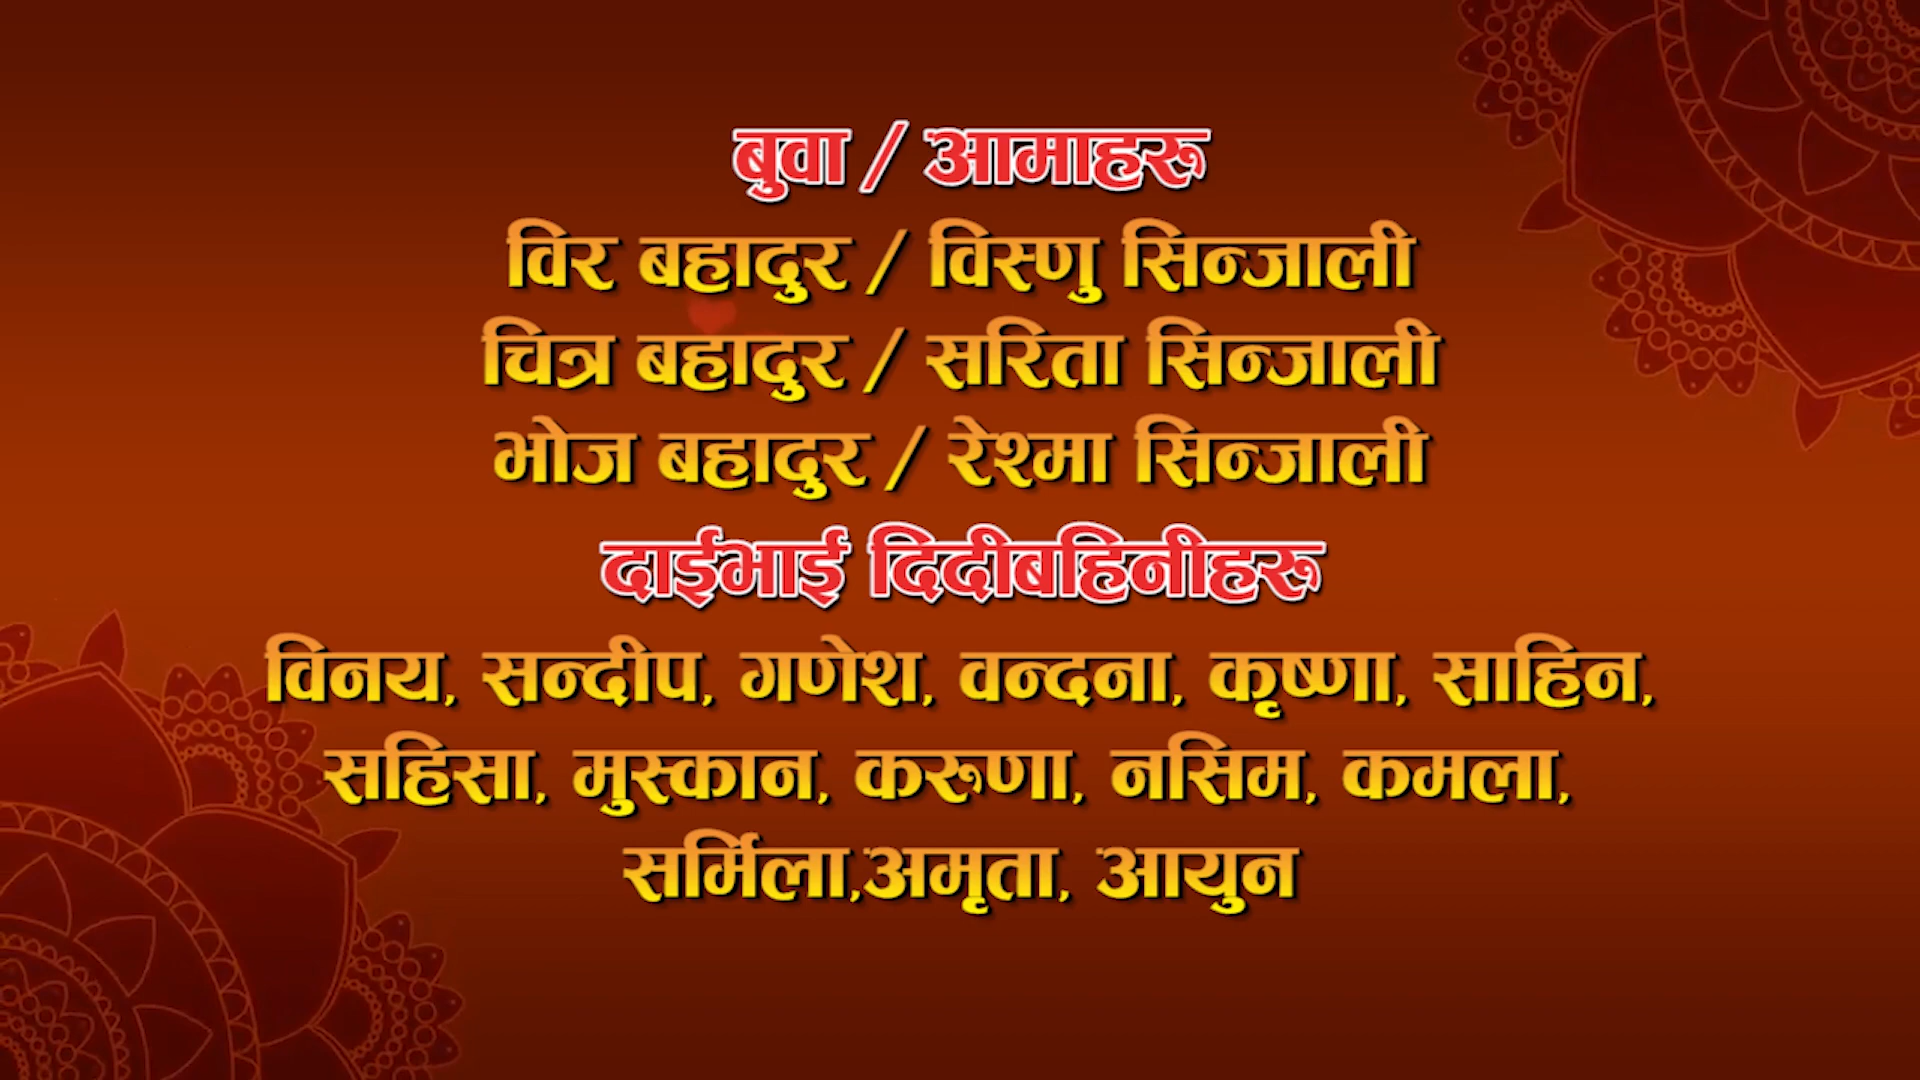 बुवा / आमाहरू
विर बहादुर / विस्णु सिन्जाली
चित्र बहादुर / सरिता सिन्जाली
भोज बहादुर / रेश्मा सिन्जाली
दाईभाई दिदीबहिनीहरू
विनय, सन्दीप, गणेश, वन्दना, कृष्णा, साहिन,
सहिसा, मुस्कान, करुणा, नसिम, कमला,
सर्मिला,अमृता, आयुन